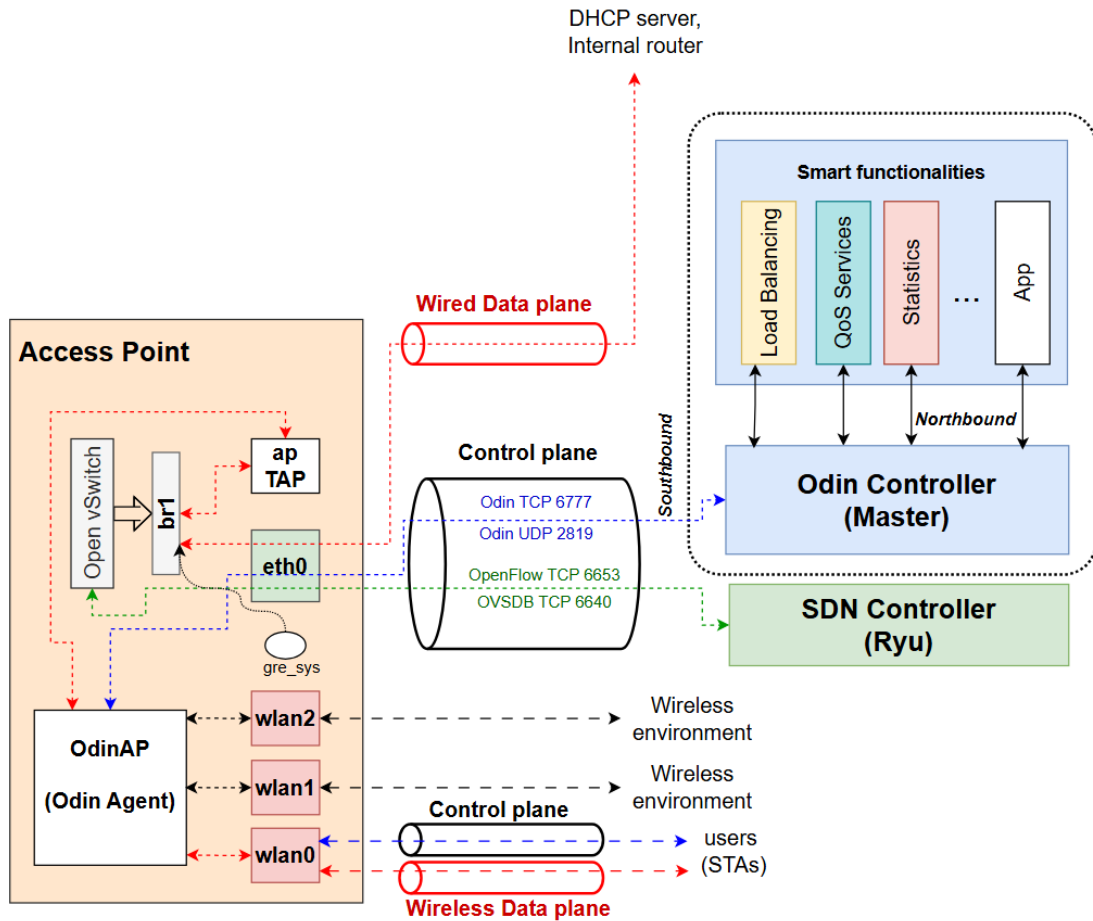 DHCP server,
Internal router
Smart functionalities
Load Balancing
QoS Services
Statistics
...
App
Northbound
Southbound
Odin Controller
(Master)
SDN Controller
(Ryu)
Wired Data plane
Access Point
Open vSwitch
br1
ap
TAP
eth0
gre_sys
Control plane
Odin TCP 6777
Odin UDP 2819
OpenFlow TCP 6653
OVSDB TCP 6640
OdinAP
(Odin Agent)
wlan2
Wireless
environment
wlan1
Wireless
environment
wlan0
Control plane
users
(STAs)
Wireless Data plane